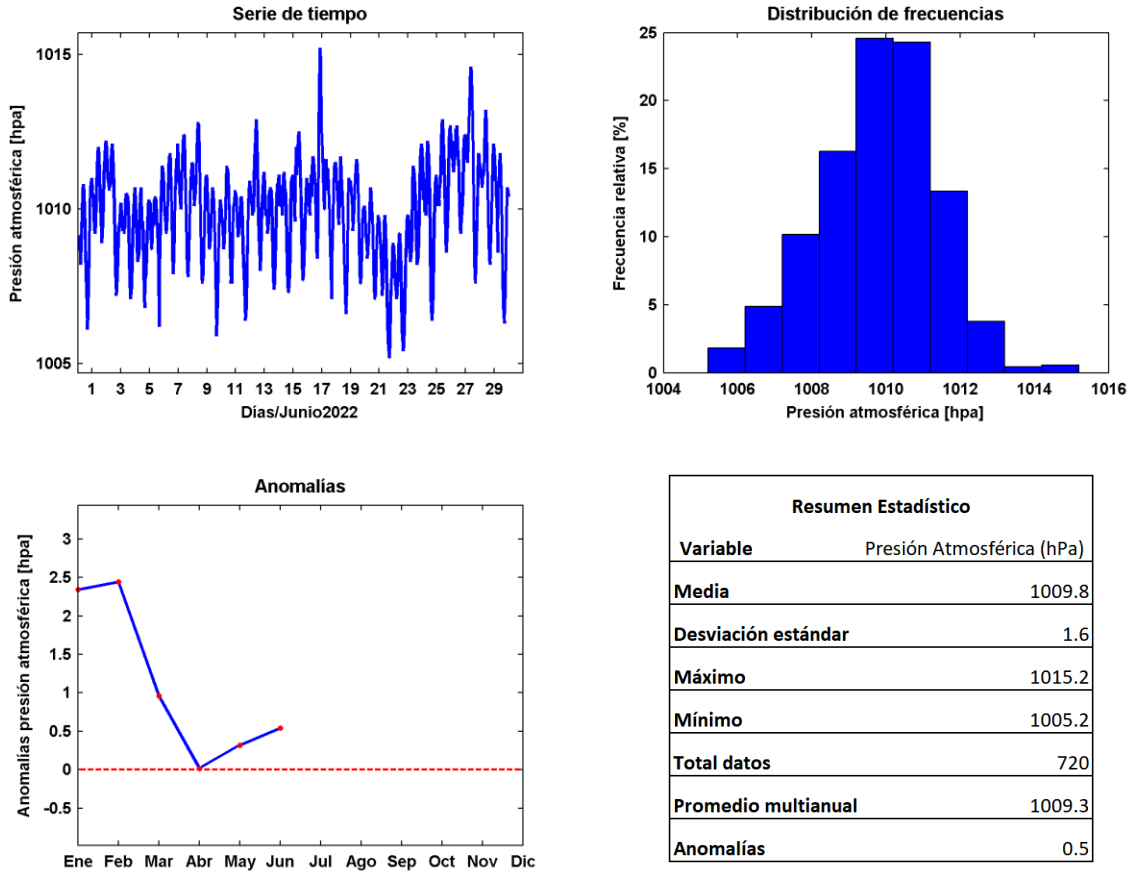 Serie de tiempo
Presión atmosférica [hpa]
1015
1010
1005
1 3 5 7 9 11 13 15 17 19 21 23 25 27 29
Días/Junio2022
Distribución de frecuencias
Frecuencia relativa [%]
25
20
15
10
5
0
1004 1006 1008 1010 1012 1014 1016
Presión atmosférica [hpa]
Anomalías
Anomalias presión atmosférica [hpa]
3
2.5
2
1.5
1
0.5
0
-0.5
Ene Feb Mar Abr May Jun Jul Ago Sep Oct Nov Dic
Resumen Estadístico
Variable Presión Atmosférica (hPa)
Media 1009.8
Desviación estándar 1.6
Máximo 1015.2
Mínimo 1005.2
Total datos 720
Promedio multianual 1009.3
Anomalías 0.5